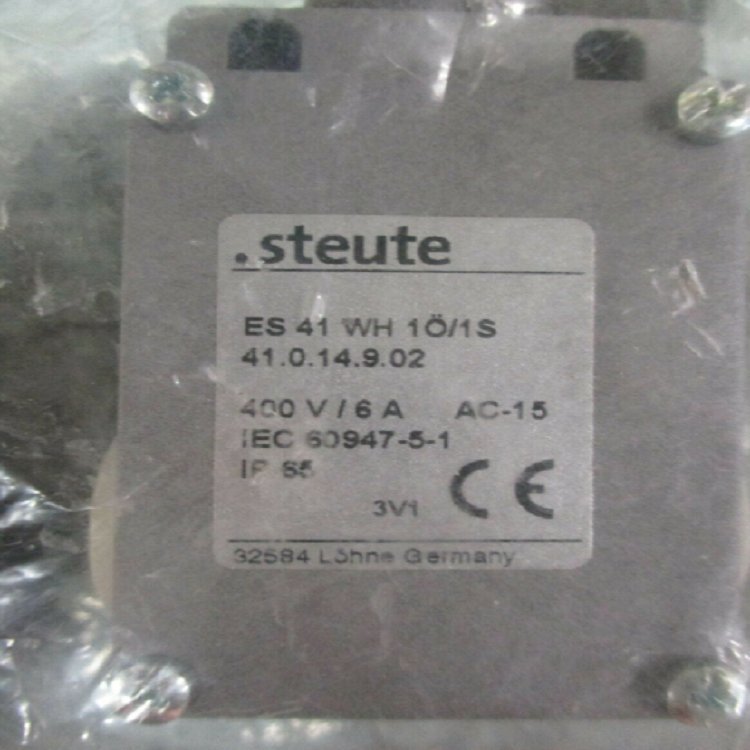 .steute
ES 41 WH 1Ö/1S
41.0.14.9.02
400 V / 6 A AC-15
IEC 60947-5-1
IP 65
3V1 CE
32584 Löhne Germany